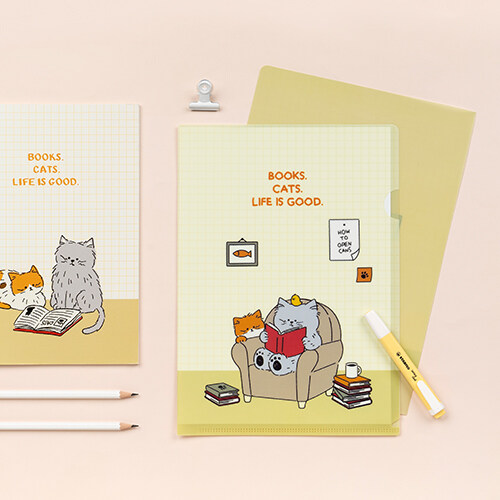 BOOKS.
CATS.
LIFE IS GOOD.
BOOKS.
CATS.
LIFE IS GOOD.
HOW
TO
OPEN
CANS